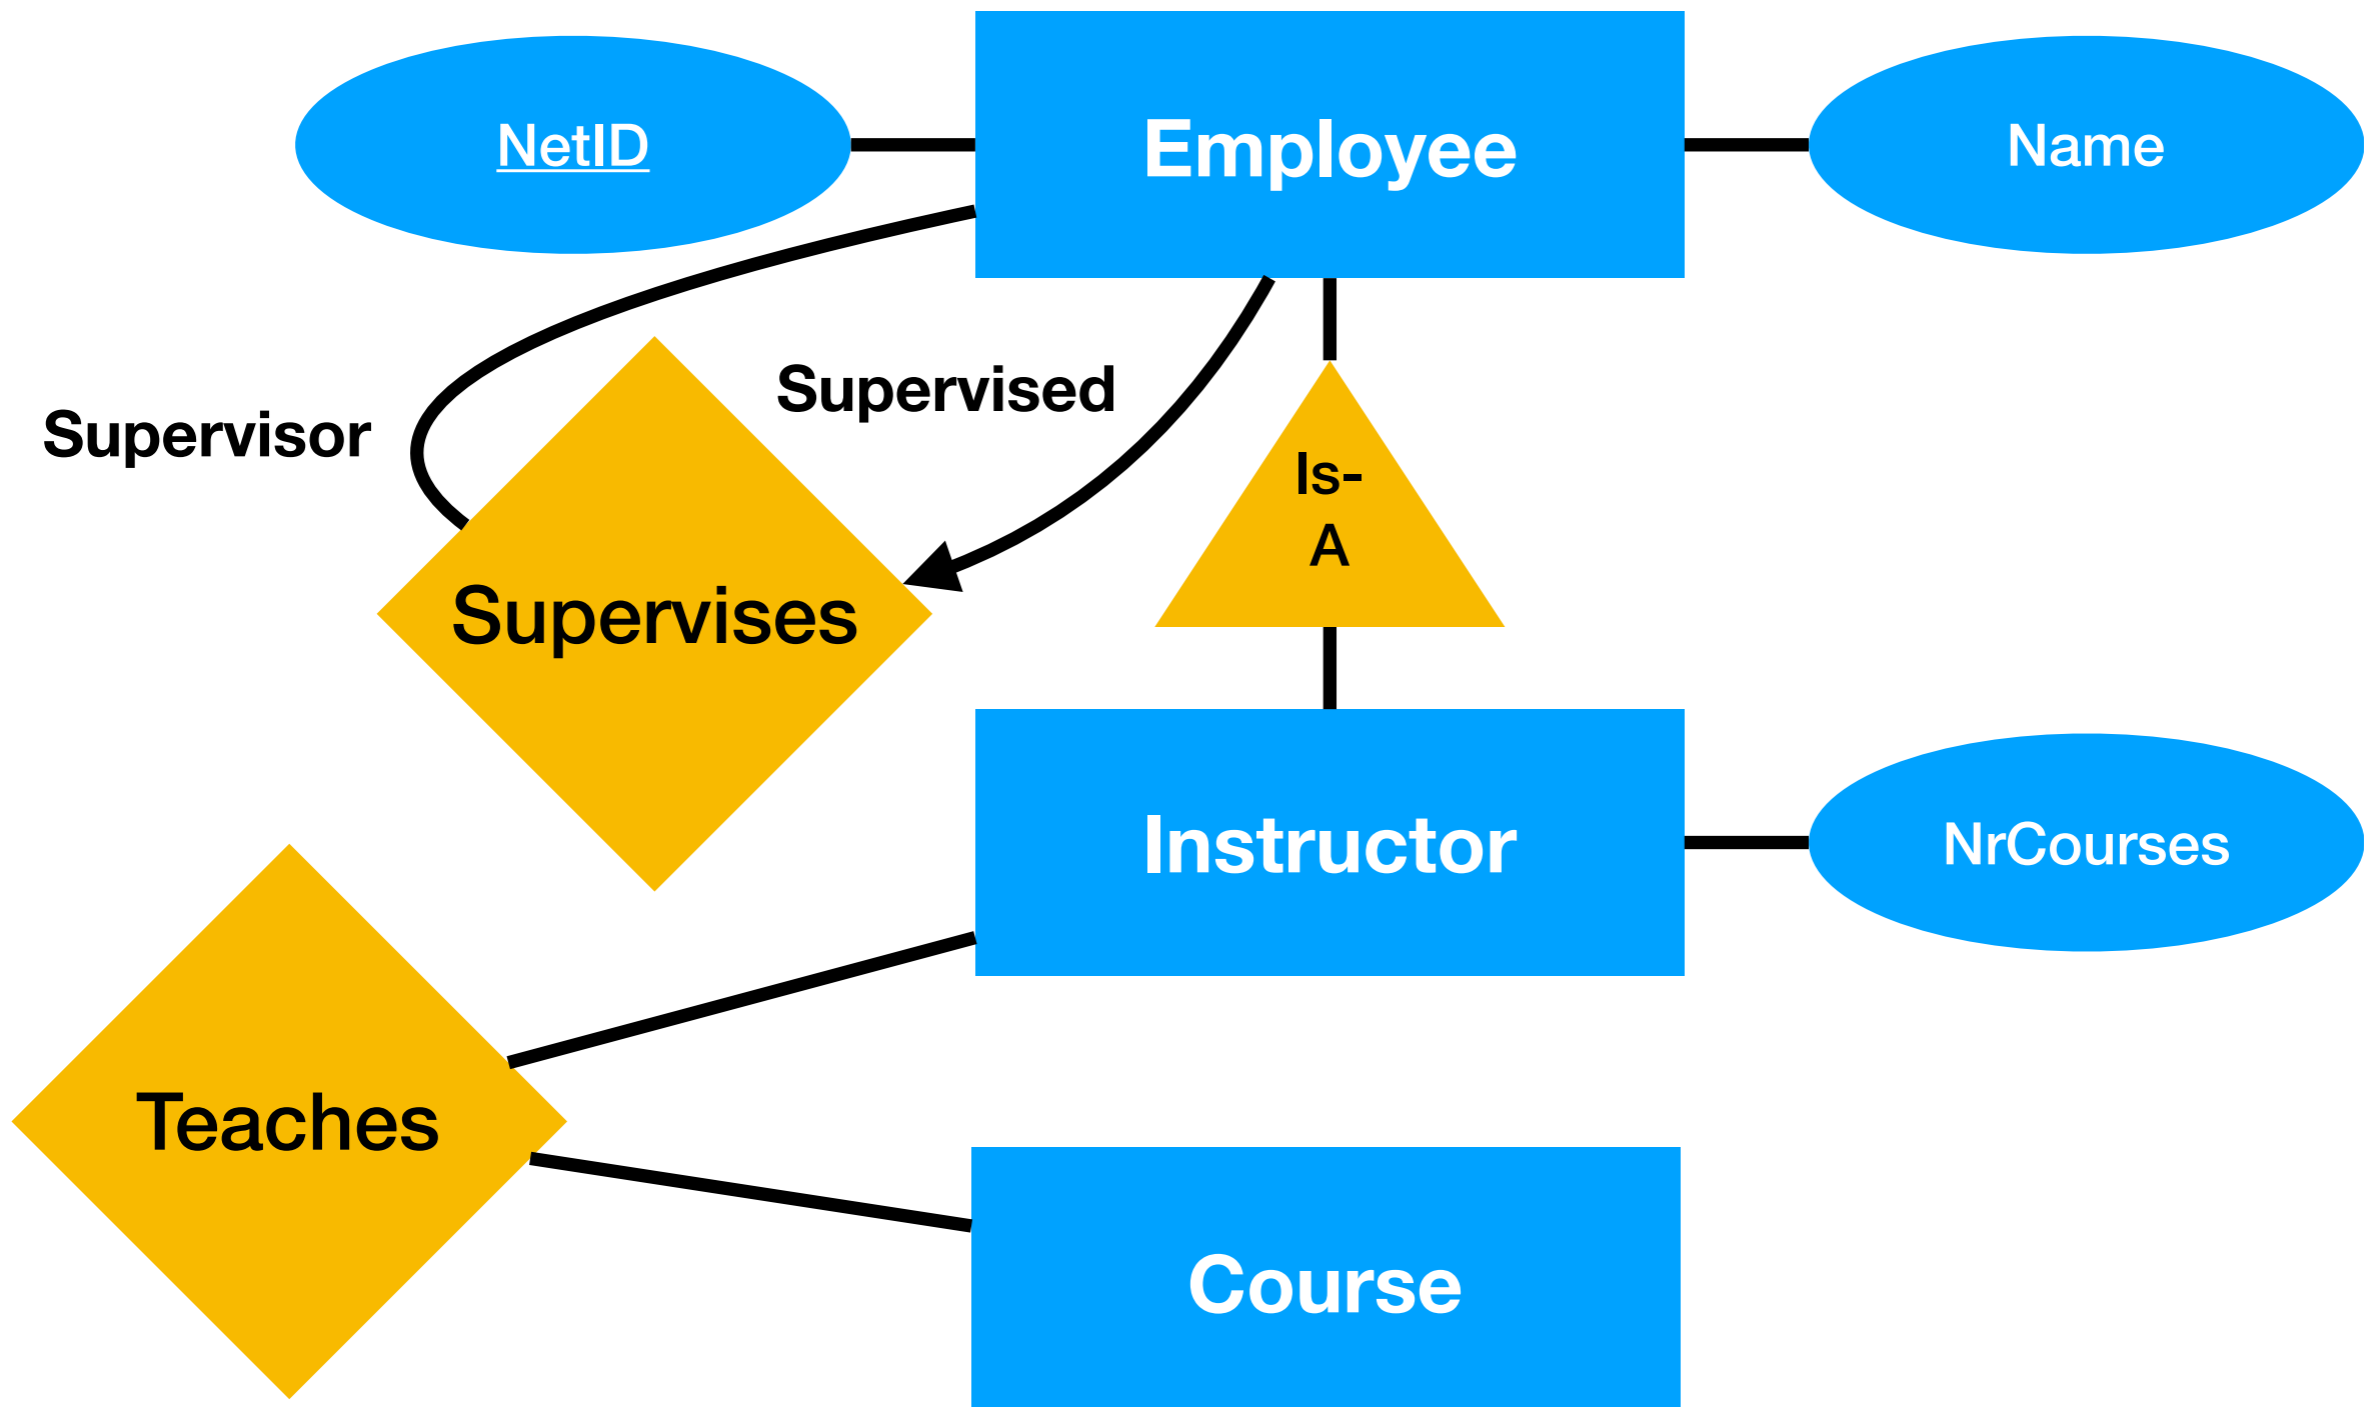 NetID
Employee
Name
Supervisor
Supervised
Is-
A
Supervises
Instructor
NrCourses
Teaches
Course